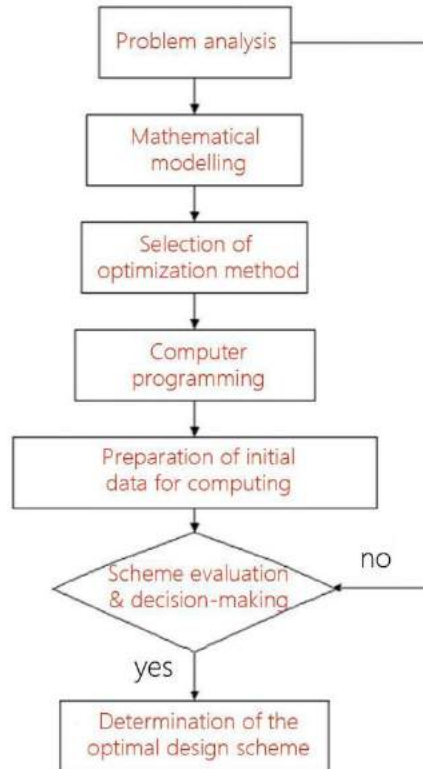 Problem analysis
Mathematical
modelling
Selection of
optimization method
Computer
programming
Preparation of initial
data for computing
Scheme evaluation
& decision-making
no
yes
Determination of the
optimal design scheme